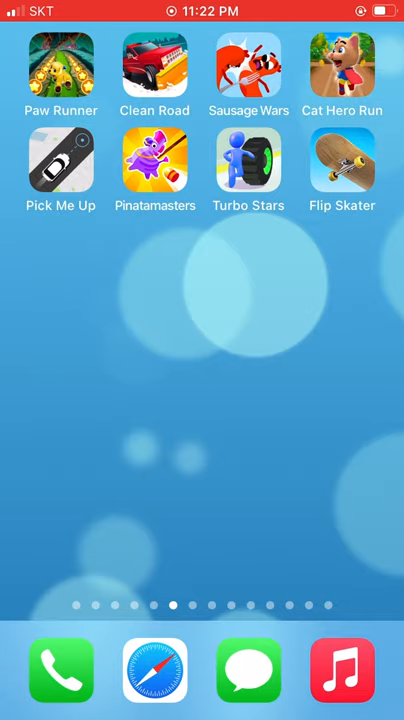 SKT 11:22 PM
Paw Runner Clean Road Sausage Wars Cat Hero Run
Pick Me Up Pinatamasters Turbo Stars Flip Skater